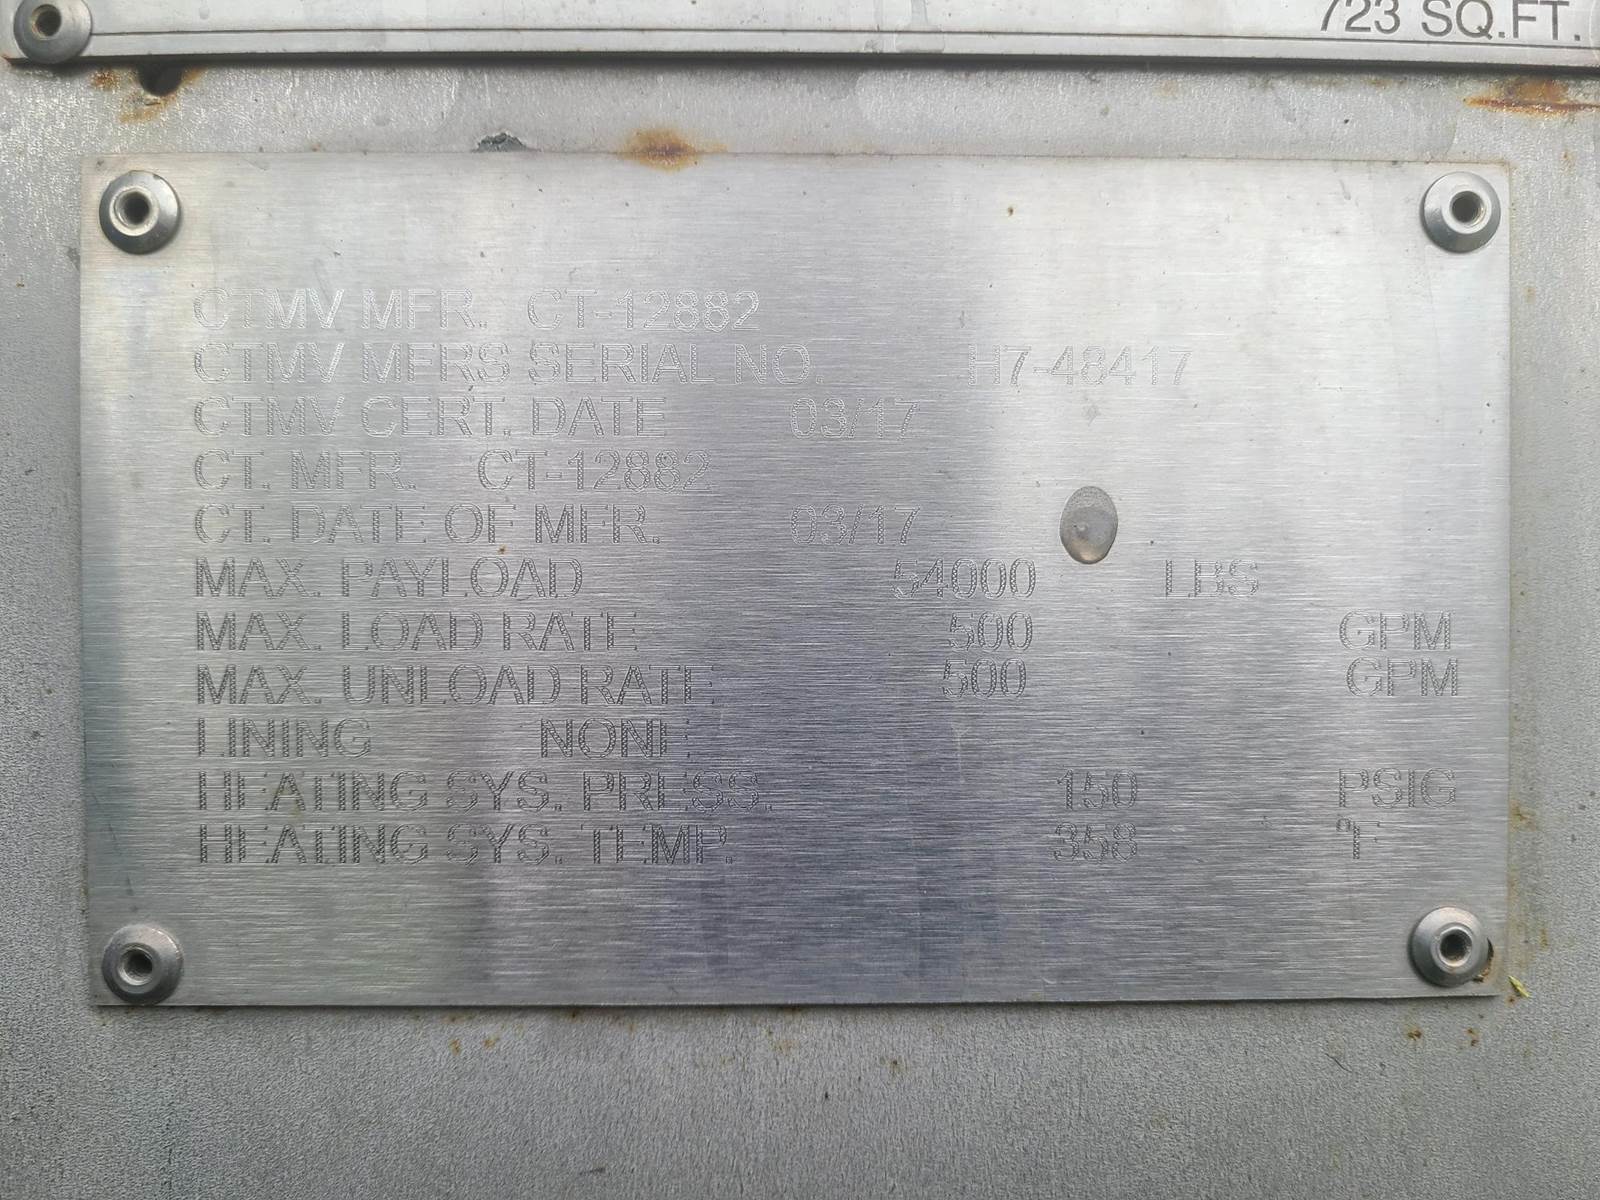 723 SQ.FT.
CTMV MFR. CT-12882
CTMV MFRS SERIAL NO. H7-48417
CTMV CERT. DATE 03/17
CT. MFR. CT-12882
CT. DATE OF MFR. 03/17
MAX. PAYLOAD 54000 LBS
MAX. LOAD RATE 500 GPM
MAX. UNLOAD RATE 500 GPM
LINING NONE
HEATING SYS. PRESS. 150 PSIG
HEATING SYS. TEMP. 358 °F